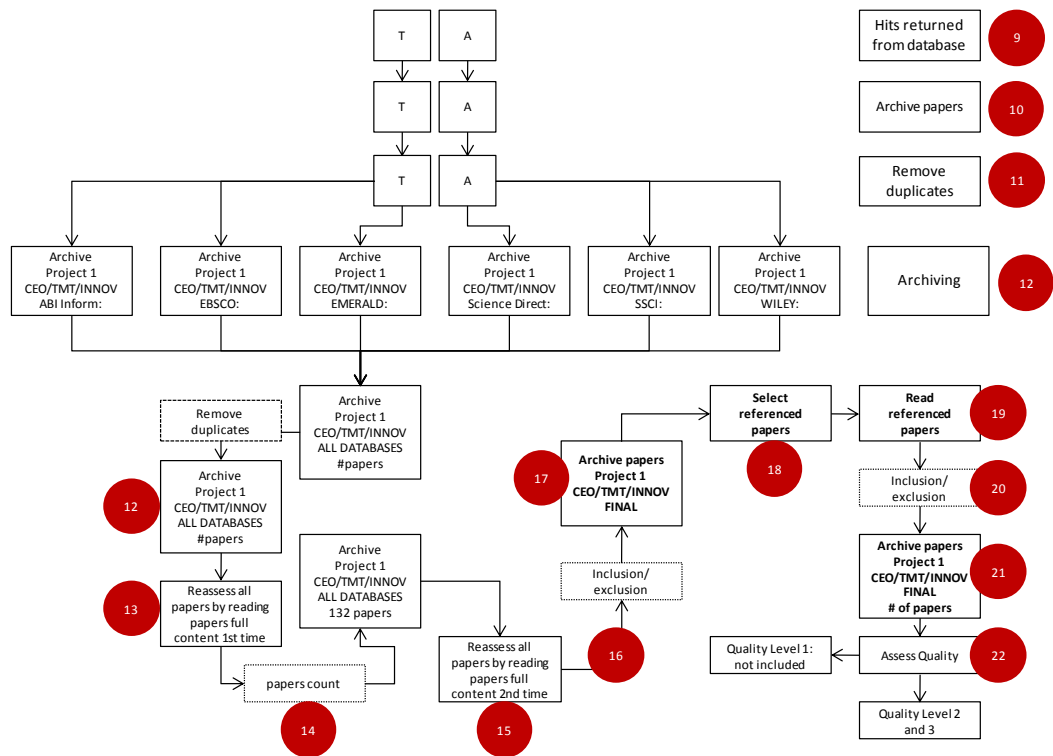 T
A
Hits returned
from database
9
T
A
Archive papers
10
T
A
Remove
duplicates
11
Archive
Project 1
CEO/TMT/INNOV
ABI Inform:
Archive
Project 1
CEO/TMT/INNOV
EBSCO:
Archive
Project 1
CEO/TMT/INNOV
EMERALD:
Archive
Project 1
CEO/TMT/INNOV
Science Direct:
Archive
Project 1
CEO/TMT/INNOV
SSCI:
Archive
Project 1
CEO/TMT/INNOV
WILEY:
Archiving
12
Archive
Project 1
CEO/TMT/INNOV
ALL DATABASES
#papers
Remove
duplicates
12
Archive
Project 1
CEO/TMT/INNOV
ALL DATABASES
#papers
13
Reassess all
papers by reading
papers full
content 1st time
papers count
14
Archive
Project 1
CEO/TMT/INNOV
ALL DATABASES
132 papers
Reassess all
papers by reading
papers full
content 2nd time
15
16
Inclusion/
exclusion
17
Archive papers
Project 1
CEO/TMT/INNOV
FINAL
Select
referenced
papers
18
Read
referenced
papers
19
Inclusion/
exclusion
20
Archive papers
Project 1
CEO/TMT/INNOV
FINAL
# of papers
21
Quality Level 1:
not included
Assess Quality
22
Quality Level 2
and 3